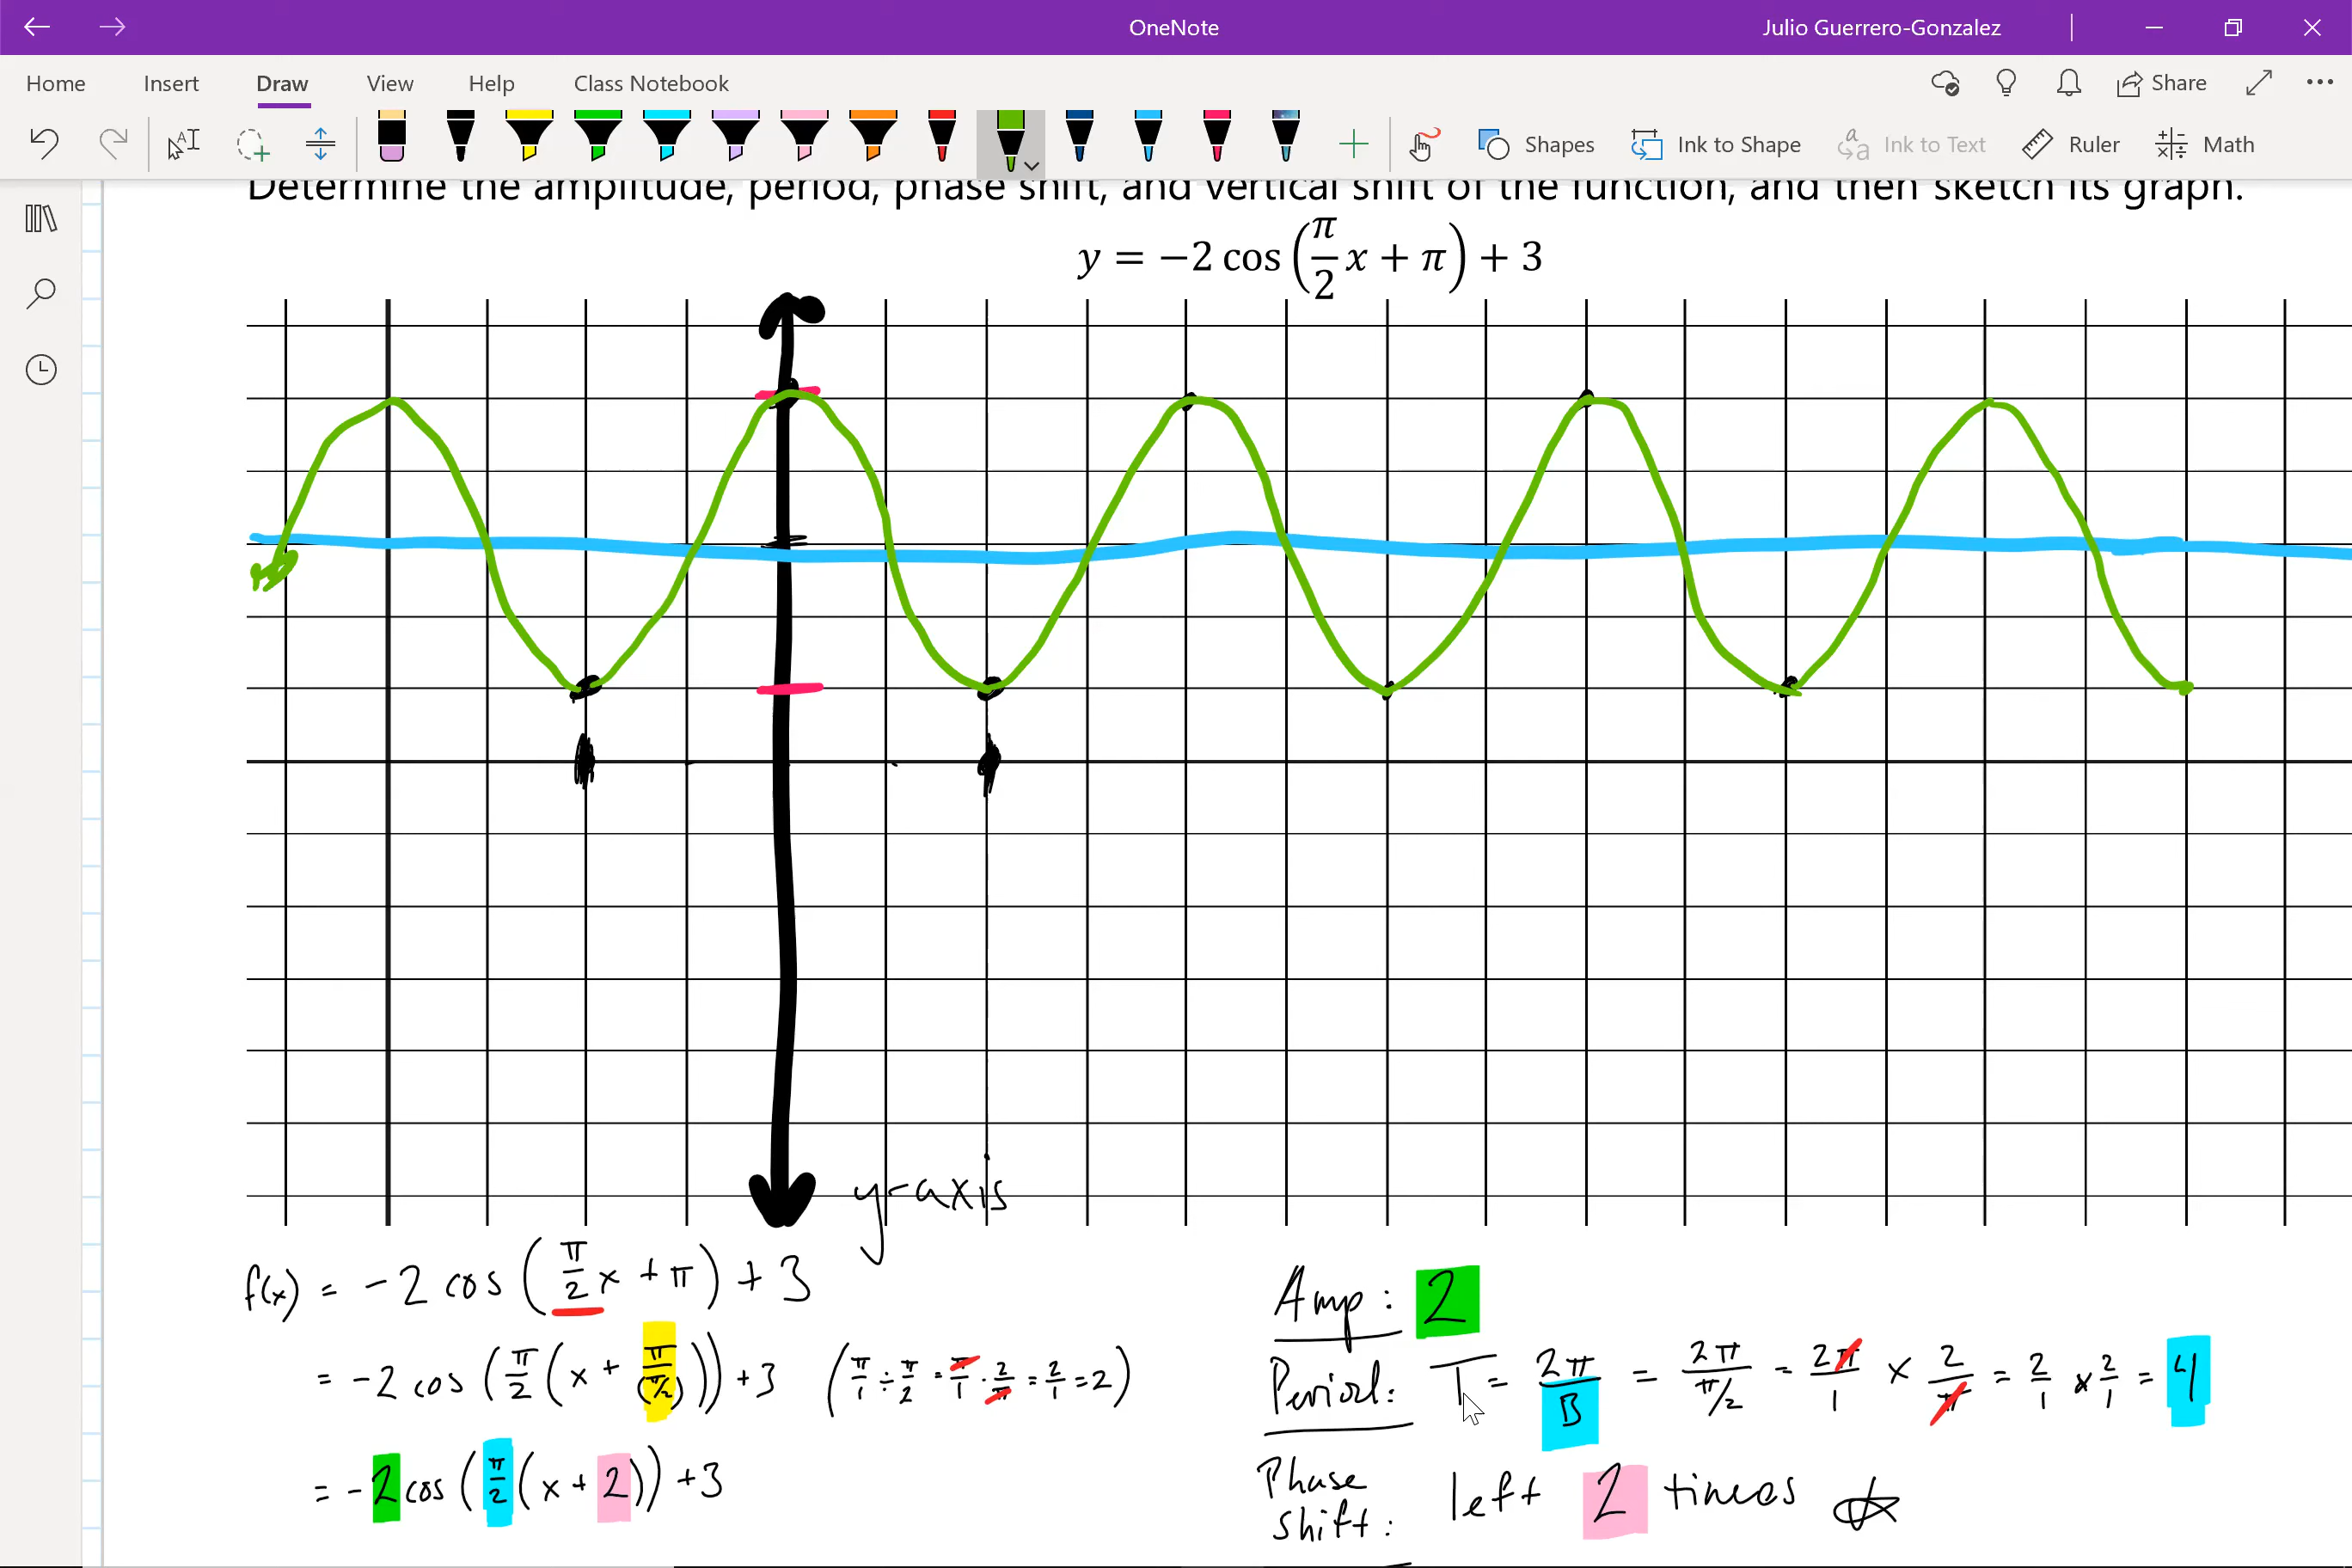 OneNote
Julio Guerrero-Gonzalez
Home Insert Draw View Help Class Notebook
Share
Shapes Ink to Shape Ink to Text Ruler Math
Determine the amplitude, period, phase shift, and vertical shift of the function, and then sketch its graph.
y = −2 cos (π/2 x + π) + 3
y-axis
f(x) = -2 cos (π/2 x + π) + 3
= -2 cos (π/2 (x + π/(π/2))) + 3 (π/1 ÷ π/2 = π/1 · 2/π = 2/1 = 2)
= -2 cos (π/2 (x + 2)) + 3
Amp: 2
Period: T = 2π/B = 2π/π/2 = 2π/1 × 2/π = 2/1 × 2/1 = 4
Phase shift: left 2 times